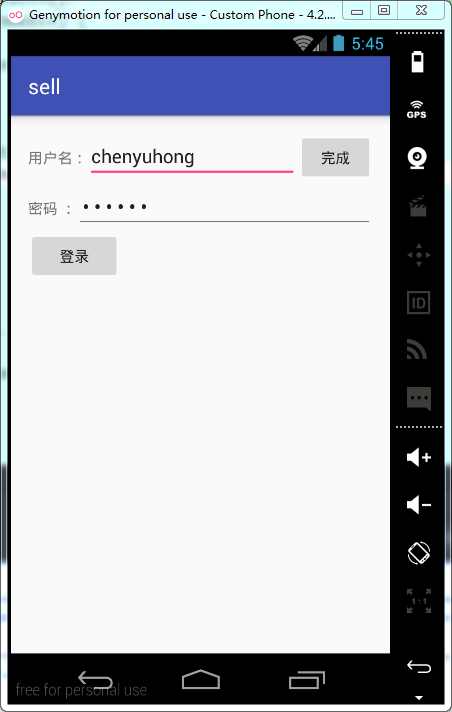 Genymotion for personal use - Custom Phone - 4.2....
5:45
sell
用户名：
chenyuhong
完成
密码 ：
••••••
登录
GPS
ID
1:1
free for personal use